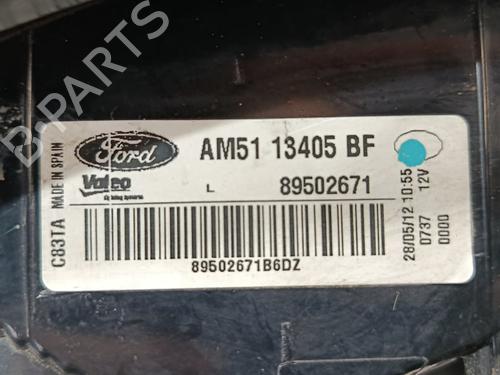 Ford
AM51 13405 BF
Valeo
L
89502671
89502671B6DZ
C83TA MADE IN SPAIN
28/05/12 10:55
0737 12V
0000
B-PARTS